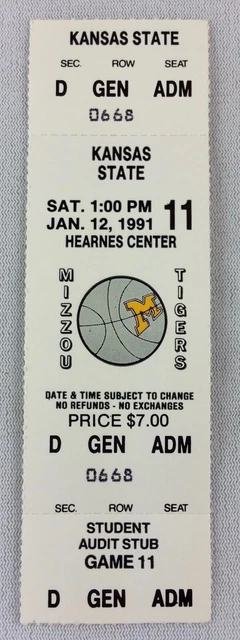 KANSAS STATE
SEC. ROW SEAT
D GEN ADM
0668
KANSAS
STATE
SAT. 1:00 PM
JAN. 12, 1991 11
HEARNES CENTER
MIZZOU
M
TIGERS
DATE & TIME SUBJECT TO CHANGE
NO REFUNDS - NO EXCHANGES
PRICE $7.00
D GEN ADM
0668
SEC. ROW SEAT
STUDENT
AUDIT STUB
GAME 11
D GEN ADM